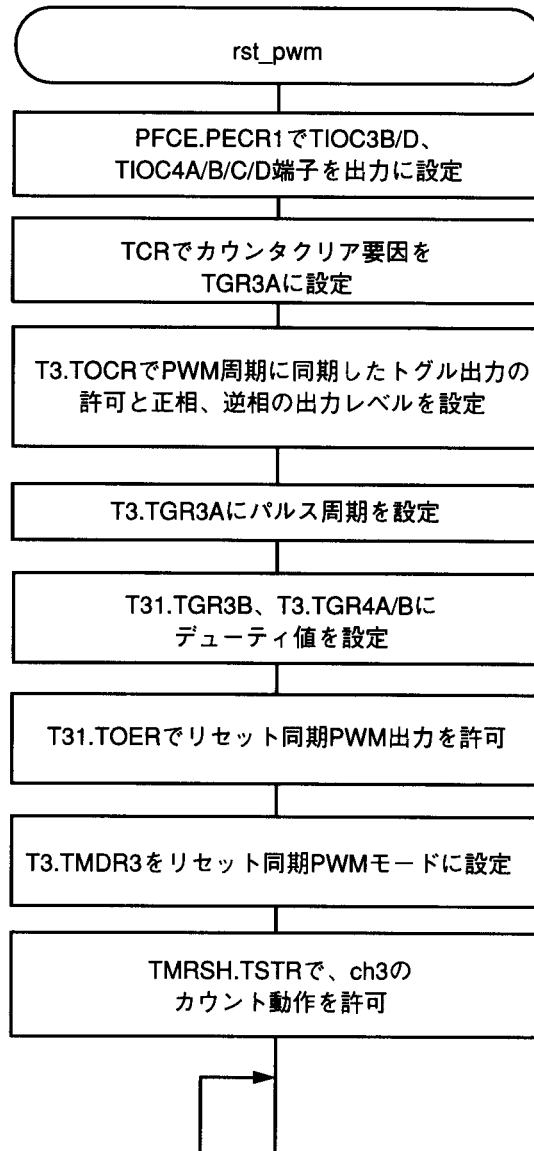 rst_pwm
PFCE.PECR1でTIOC3B/D、
TIOC4A/B/C/D端子を出力に設定
TCRでカウンタクリア要因を
TGR3Aに設定
T3.TOCRでPWM周期に同期したトグル出力の
許可と正相、逆相の出力レベルを設定
T3.TGR3Aにパルス周期を設定
T31.TGR3B、T3.TGR4A/Bに
デューティ値を設定
T31.TOERでリセット同期PWM出力を許可
T3.TMDR3をリセット同期PWMモードに設定
TMRSH.TSTRで、ch3の
カウント動作を許可